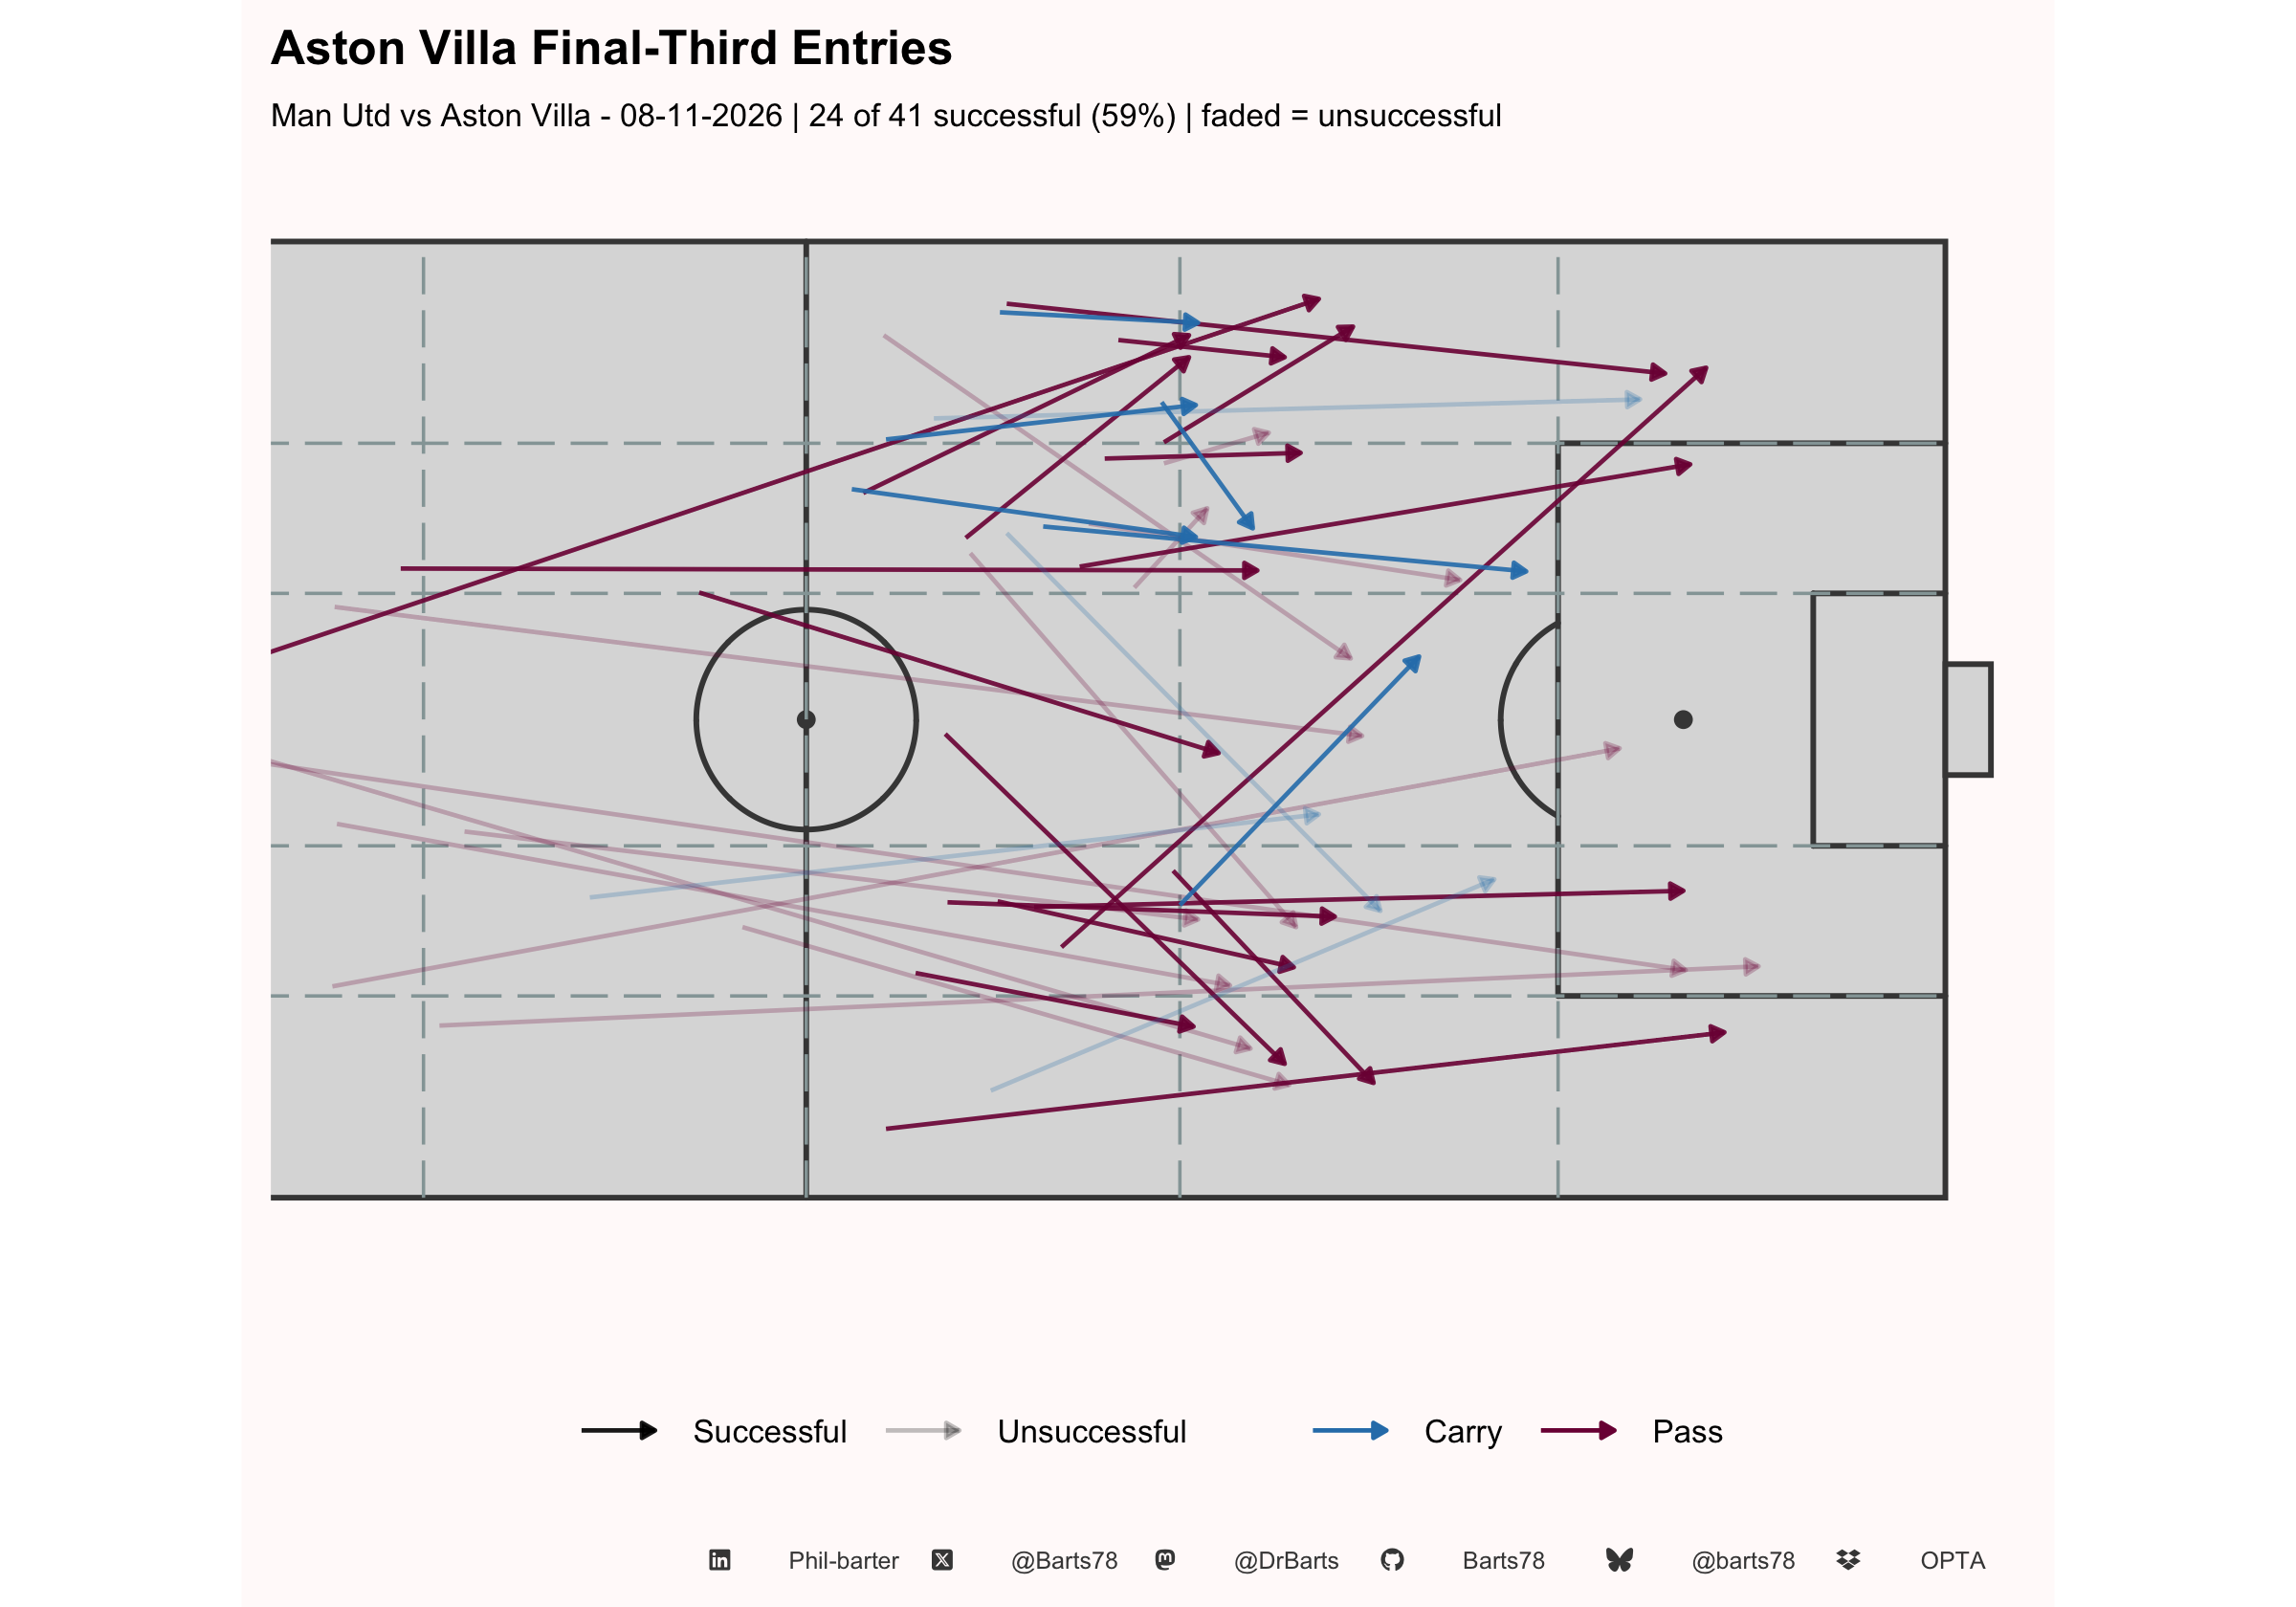 Aston Villa Final-Third Entries
Man Utd vs Aston Villa - 08-11-2026 | 24 of 41 successful (59%) | faded = unsuccessful
Successful Unsuccessful Carry Pass
Phil-barter @Barts78 @DrBarts Barts78 @barts78 OPTA